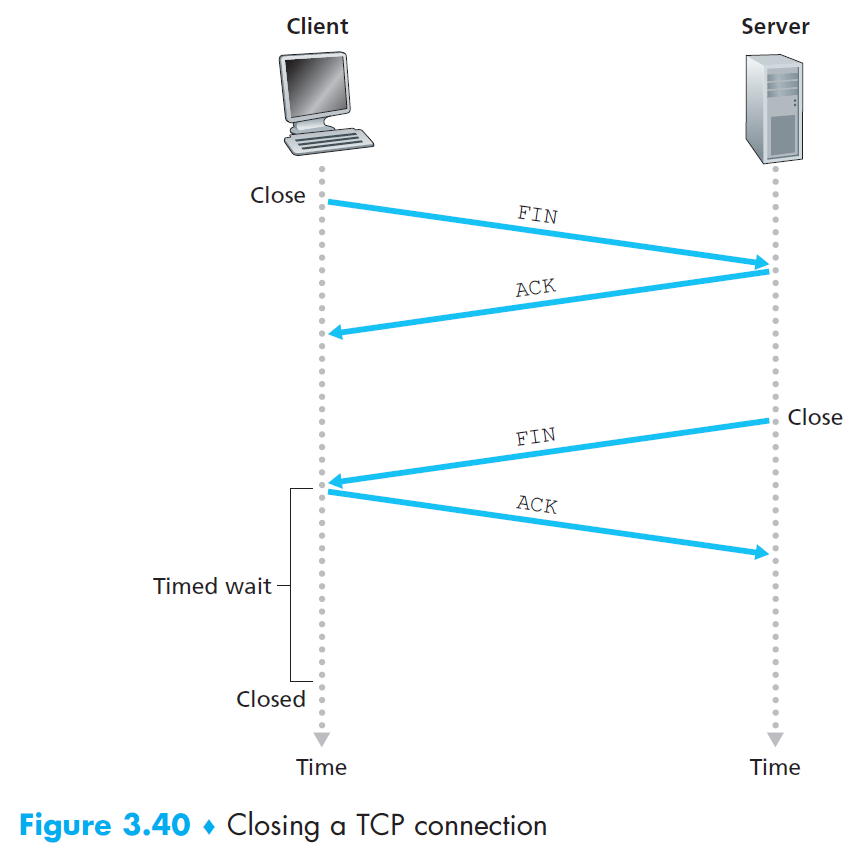 Client
Server
Close
FIN
ACK
Close
FIN
ACK
Timed wait
Closed
Time
Time
Figure 3.40 ♦ Closing a TCP connection